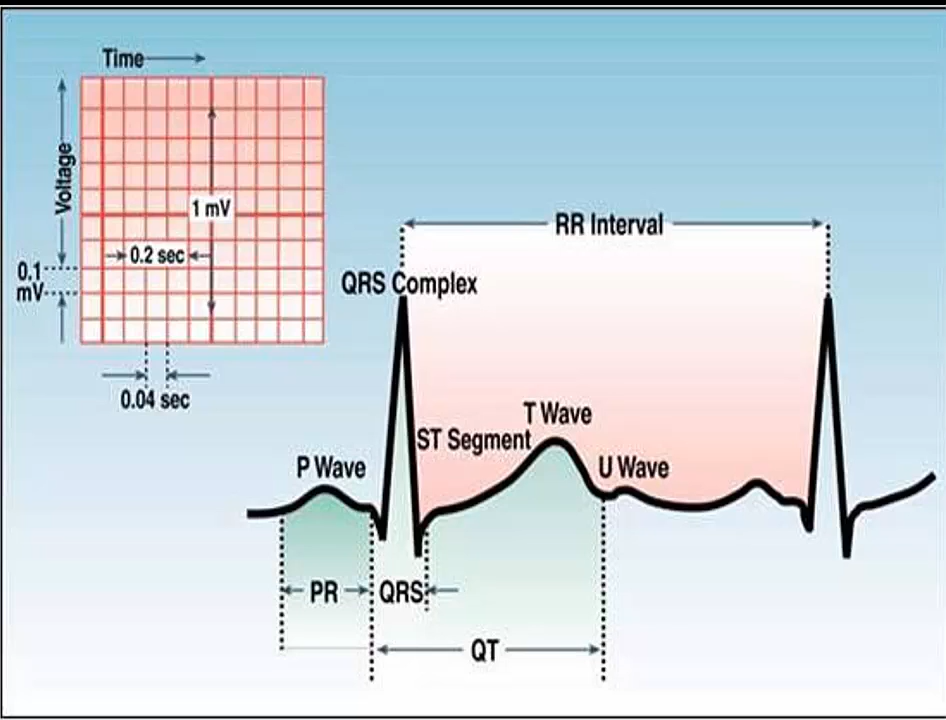 Time
Voltage
1 mV
0.2 sec
0.1
mV
0.04 sec
RR Interval
QRS Complex
T Wave
ST Segment
P Wave
U Wave
PR
QRS
QT